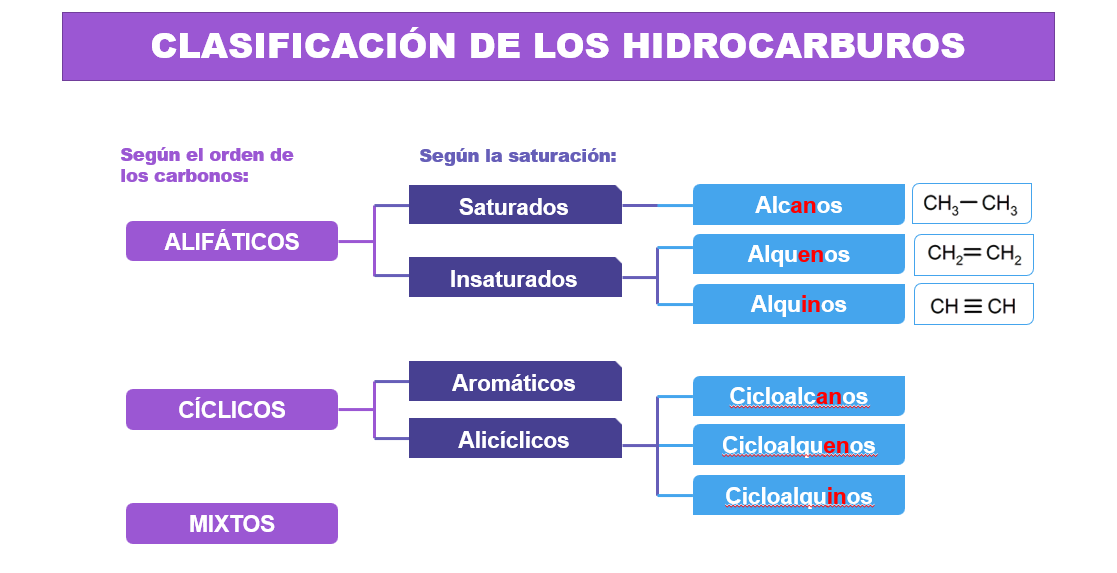 CLASIFICACIÓN DE LOS HIDROCARBUROS
Según el orden de
los carbonos:
Según la saturación:
ALIFÁTICOS
Saturados
Alcanos
CH3－CH3
Insaturados
Alquenos
CH2=CH2
Alquinos
CH≡CH
CÍCLICOS
Aromáticos
Alicíclicos
Cicloalcanos
Cicloalquenos
Cicloalquinos
MIXTOS